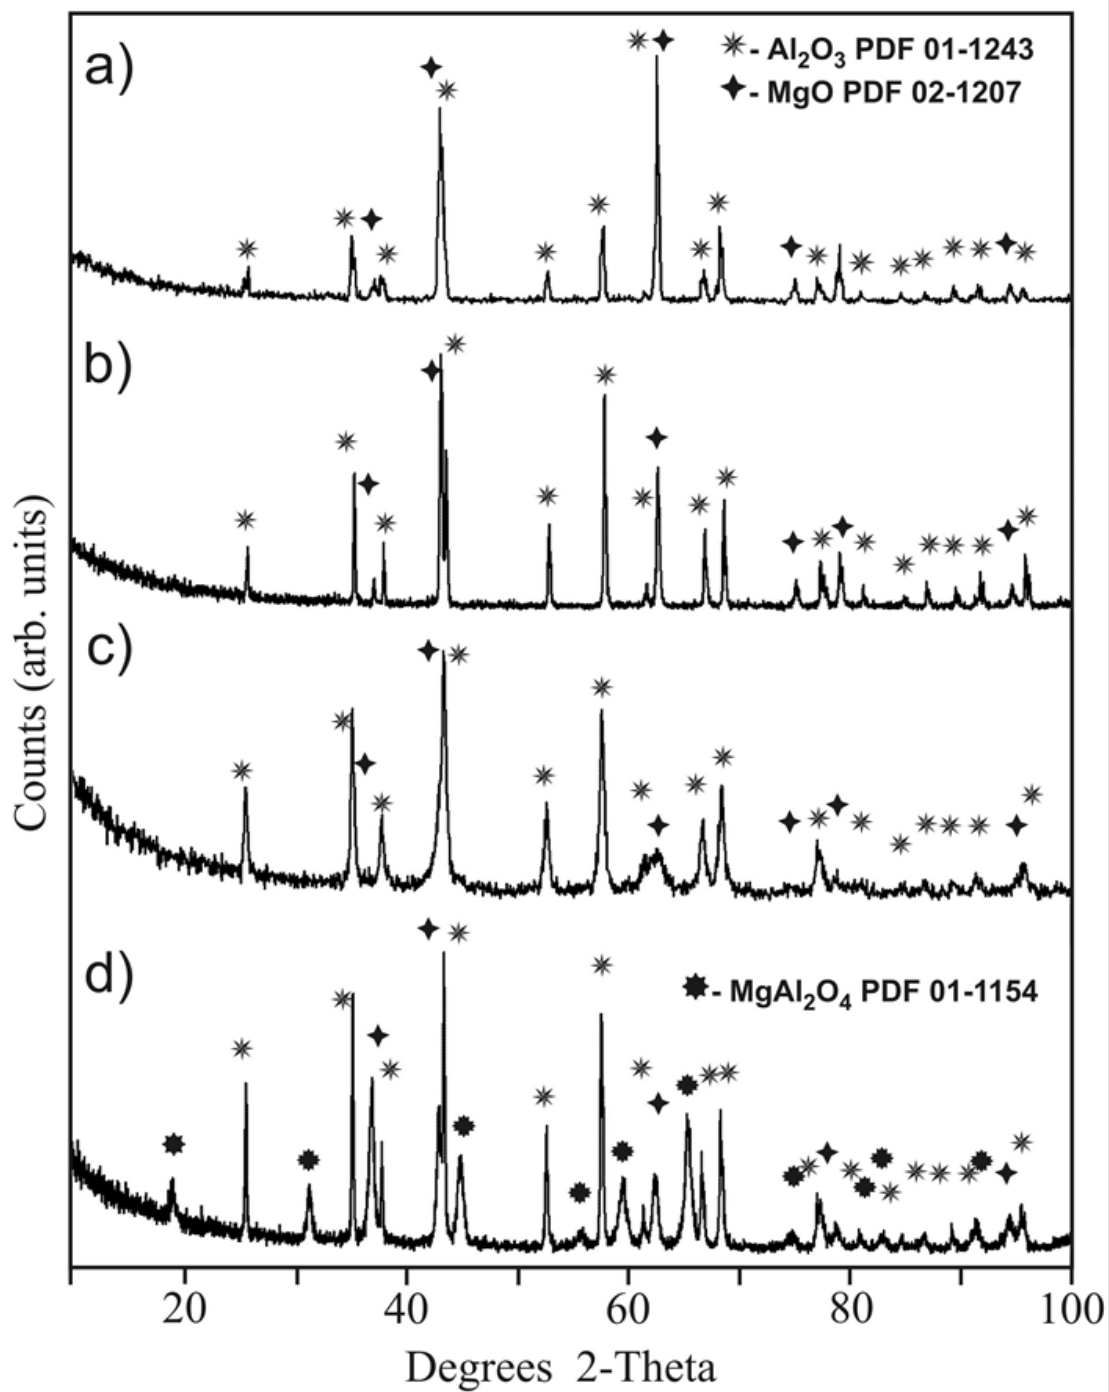 a)
✴- Al₂O₃ PDF 01-1243
✦- MgO PDF 02-1207
b)
c)
d)
✸- MgAl₂O₄ PDF 01-1154
Counts (arb. units)
20 40 60 80 100
Degrees 2-Theta